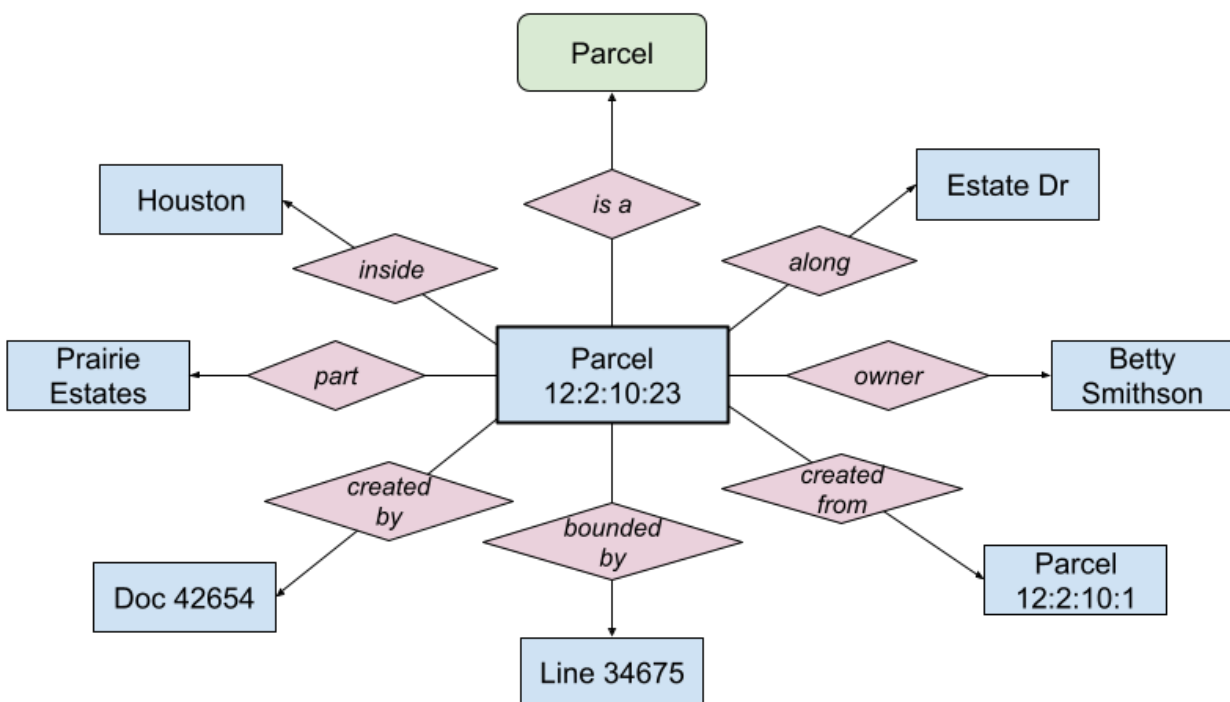 Parcel
Houston
is a
Estate Dr
inside
along
Prairie
Estates
part
Parcel
12:2:10:23
owner
Betty
Smithson
created
by
bounded
by
created
from
Doc 42654
Line 34675
Parcel
12:2:10:1